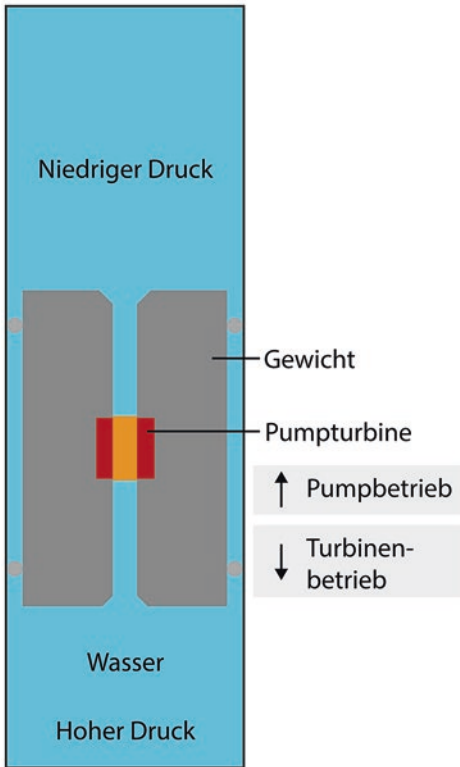 Niedriger Druck
Gewicht
Pumpturbine
↑ Pumpbetrieb
↓ Turbinen-
betrieb
Wasser
Hoher Druck